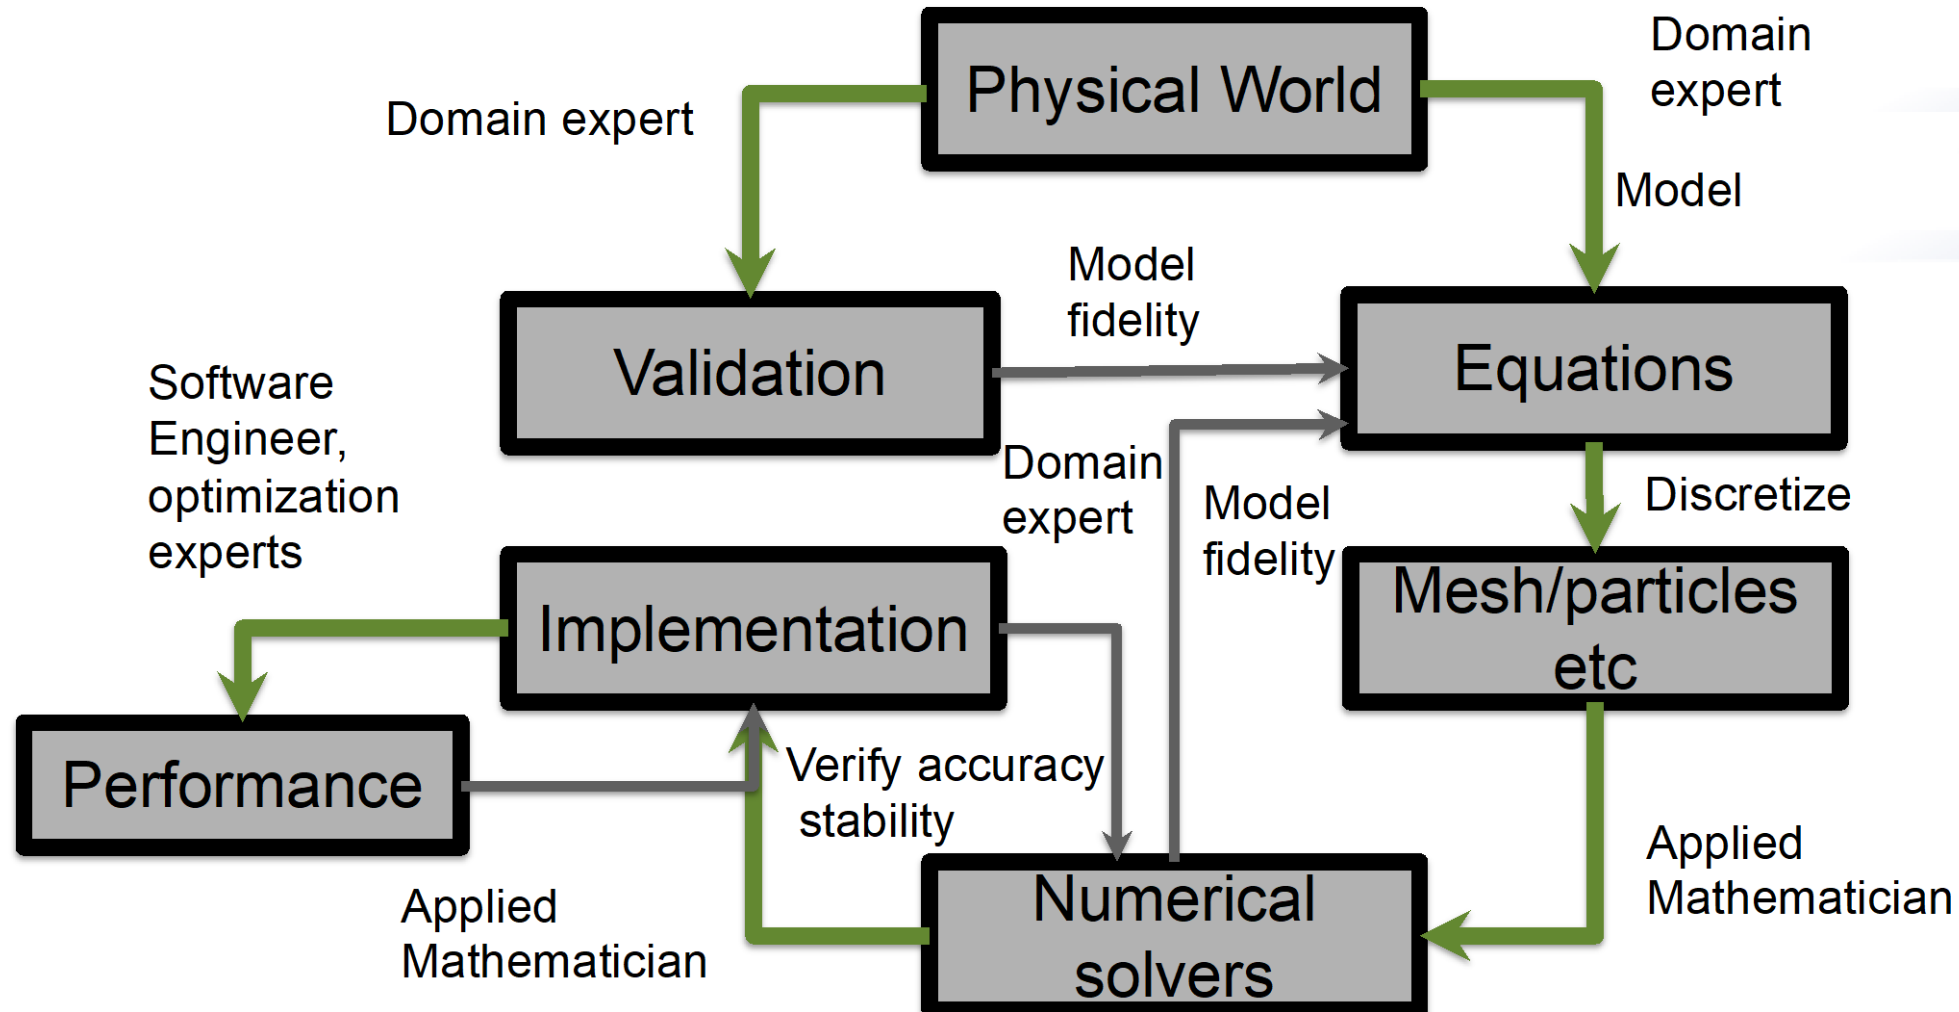 Physical World
Domain
expert
Domain expert
Model
Model
fidelity
Validation
Equations
Software
Engineer,
optimization
experts
Domain
expert
Model
fidelity
Discretize
Implementation
Mesh/particles
etc
Performance
Verify accuracy
stability
Applied
Mathematician
Numerical
solvers
Applied
Mathematician